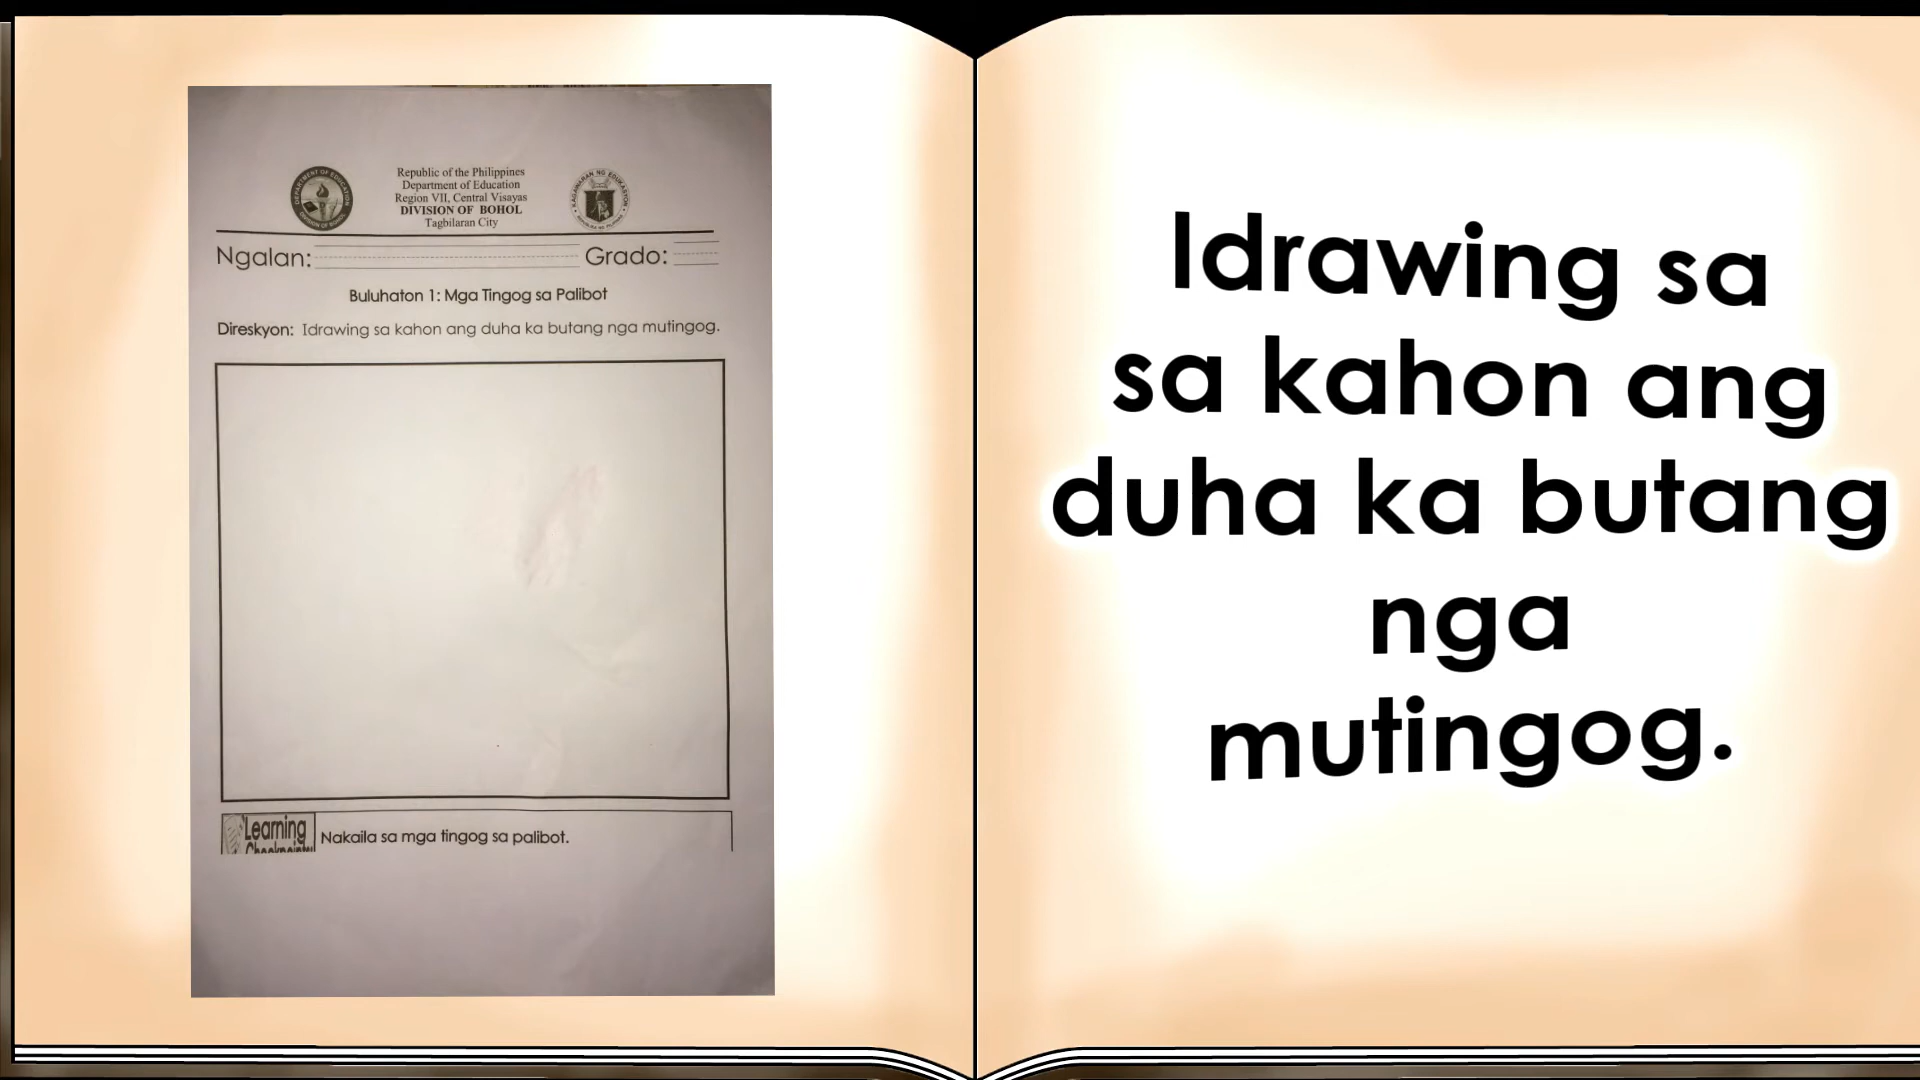 Republic of the Philippines
Department of Education
Region VII, Central Visayas
DIVISION OF BOHOL
Tagbilaran City
Ngalan: Grado:
Buluhaton 1: Mga Tingog sa Palibot
Direskyon: Idrawing sa kahon ang duha ka butang nga mutingog.
Learning
Nakaila sa mga tingog sa palibot.
Idrawing sa
sa kahon ang
duha ka butang
nga
mutingog.